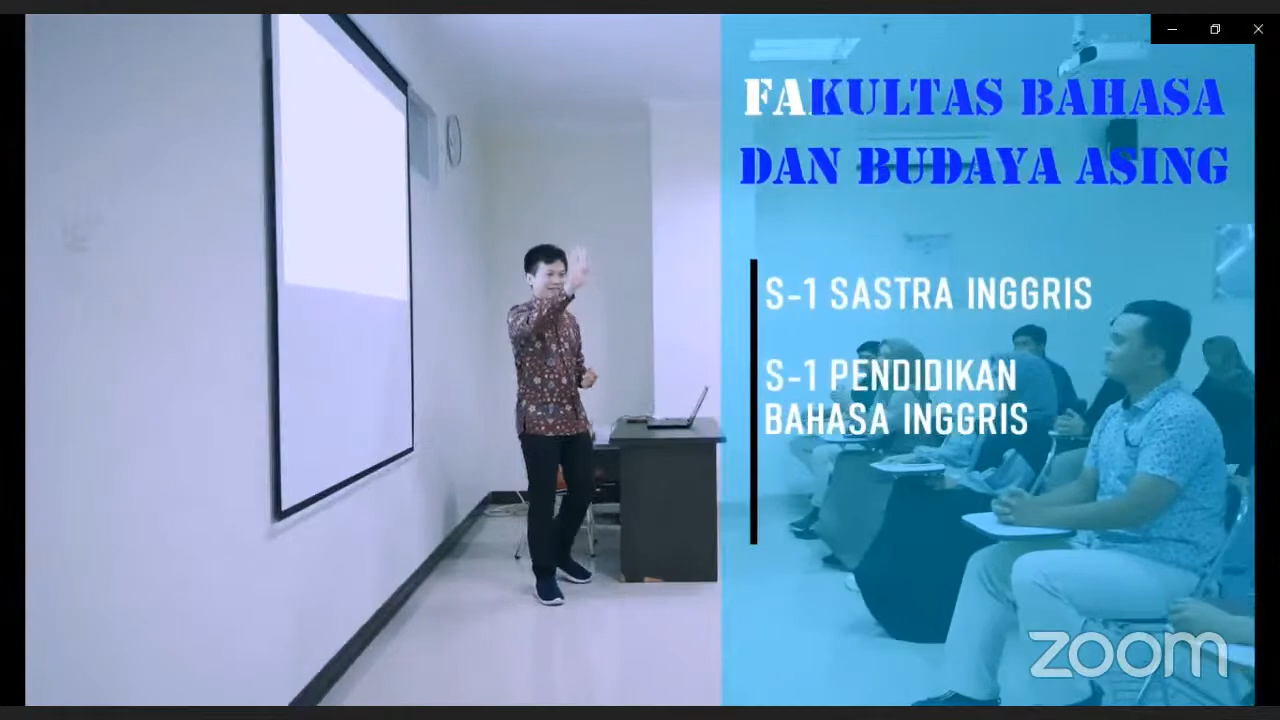 FAKULTAS BAHASA
DAN BUDAYA ASING
S-1 SASTRA INGGRIS
S-1 PENDIDIKAN
BAHASA INGGRIS
zoom